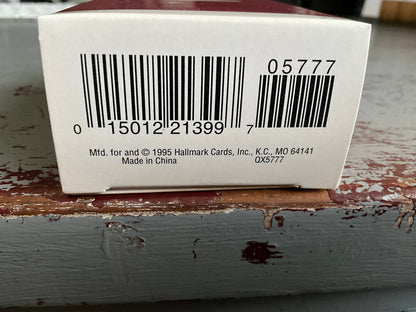 05777
0 15012 21399 7
Mfd. for and © 1995 Hallmark Cards, Inc., K.C., MO 64141
Made in China QX5777